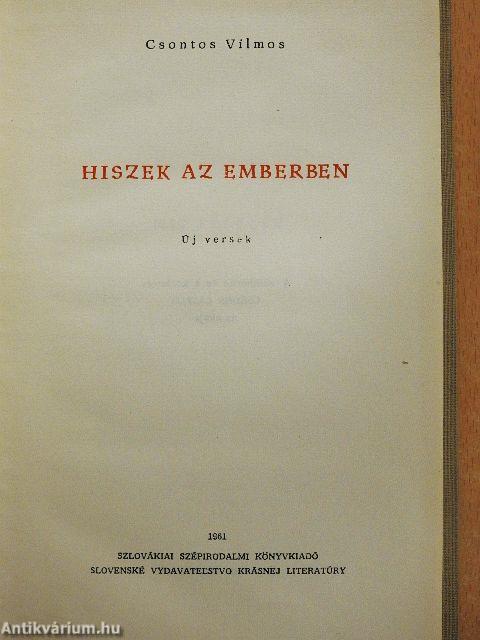 Csontos Vilmos
HISZEK AZ EMBERBEN
Új versek
1961
SZLOVÁKIAI SZÉPIRODALMI KÖNYVKIADÓ
SLOVENSKÉ VYDAVATEĽSTVO KRÁSNEJ LITERATÚRY
Antikvárium.hu